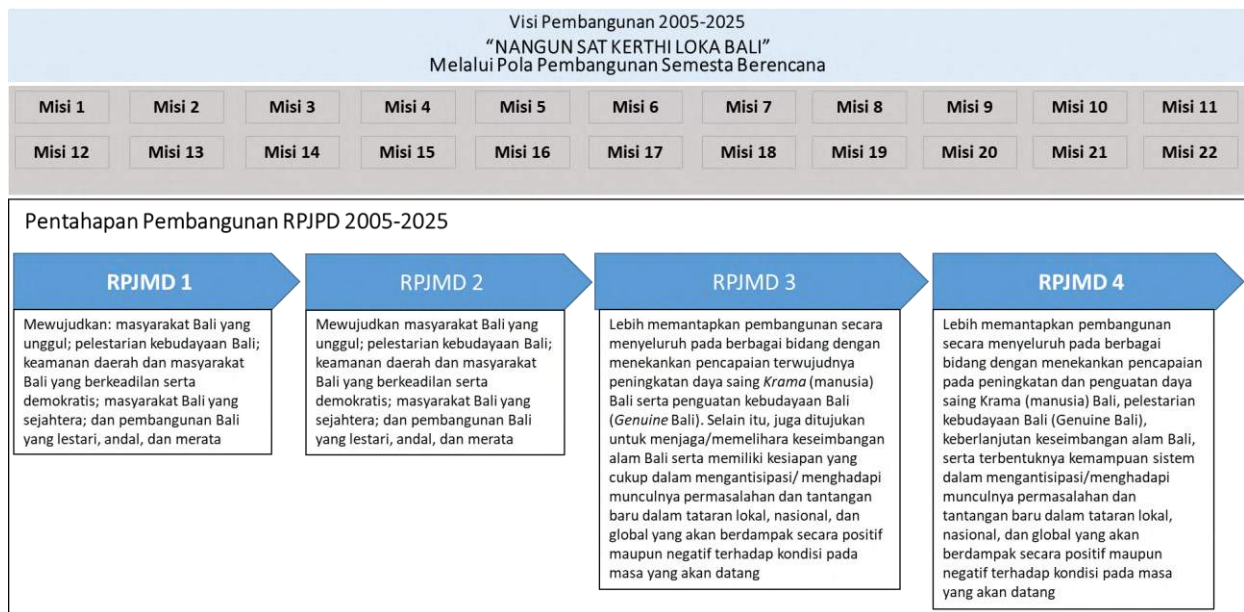 Visi Pembangunan 2005-2025
“NANGUN SAT KERTHI LOKA BALI”
Melalui Pola Pembangunan Semesta Berencana
Misi 1 Misi 2 Misi 3 Misi 4 Misi 5 Misi 6 Misi 7 Misi 8 Misi 9 Misi 10 Misi 11
Misi 12 Misi 13 Misi 14 Misi 15 Misi 16 Misi 17 Misi 18 Misi 19 Misi 20 Misi 21 Misi 22
Pentahapan Pembangunan RPJPD 2005-2025
RPJMD 1
Mewujudkan: masyarakat Bali yang
unggul; pelestarian kebudayaan Bali;
keamanan daerah dan masyarakat
Bali yang berkeadilan serta
demokratis; masyarakat Bali yang
sejahtera; dan pembangunan Bali
yang lestari, andal, dan merata
RPJMD 2
Mewujudkan masyarakat Bali yang
unggul; pelestarian kebudayaan Bali;
keamanan daerah dan masyarakat
Bali yang berkeadilan serta
demokratis; masyarakat Bali yang
sejahtera; dan pembangunan Bali
yang lestari, andal, dan merata
RPJMD 3
Lebih memantapkan pembangunan secara
menyeluruh pada berbagai bidang dengan
menekankan pencapaian terwujudnya
peningkatan daya saing Krama (manusia)
Bali serta penguatan kebudayaan Bali
(Genuine Bali). Selain itu, juga ditujukan
untuk menjaga/memelihara keseimbangan
alam Bali serta memiliki kesiapan yang
cukup dalam mengantisipasi/ menghadapi
munculnya permasalahan dan tantangan
baru dalam tataran lokal, nasional, dan
global yang akan berdampak secara positif
maupun negatif terhadap kondisi pada
masa yang akan datang
RPJMD 4
Lebih memantapkan pembangunan
secara menyeluruh pada berbagai
bidang dengan menekankan pencapaian
pada peningkatan dan penguatan daya
saing Krama (manusia) Bali, pelestarian
kebudayaan Bali (Genuine Bali),
keberlanjutan keseimbangan alam Bali,
serta terbentuknya kemampuan sistem
dalam mengantisipasi/menghadapi
munculnya permasalahan dan
tantangan baru dalam tataran lokal,
nasional, dan global yang akan
berdampak secara positif maupun
negatif terhadap kondisi pada masa
yang akan datang